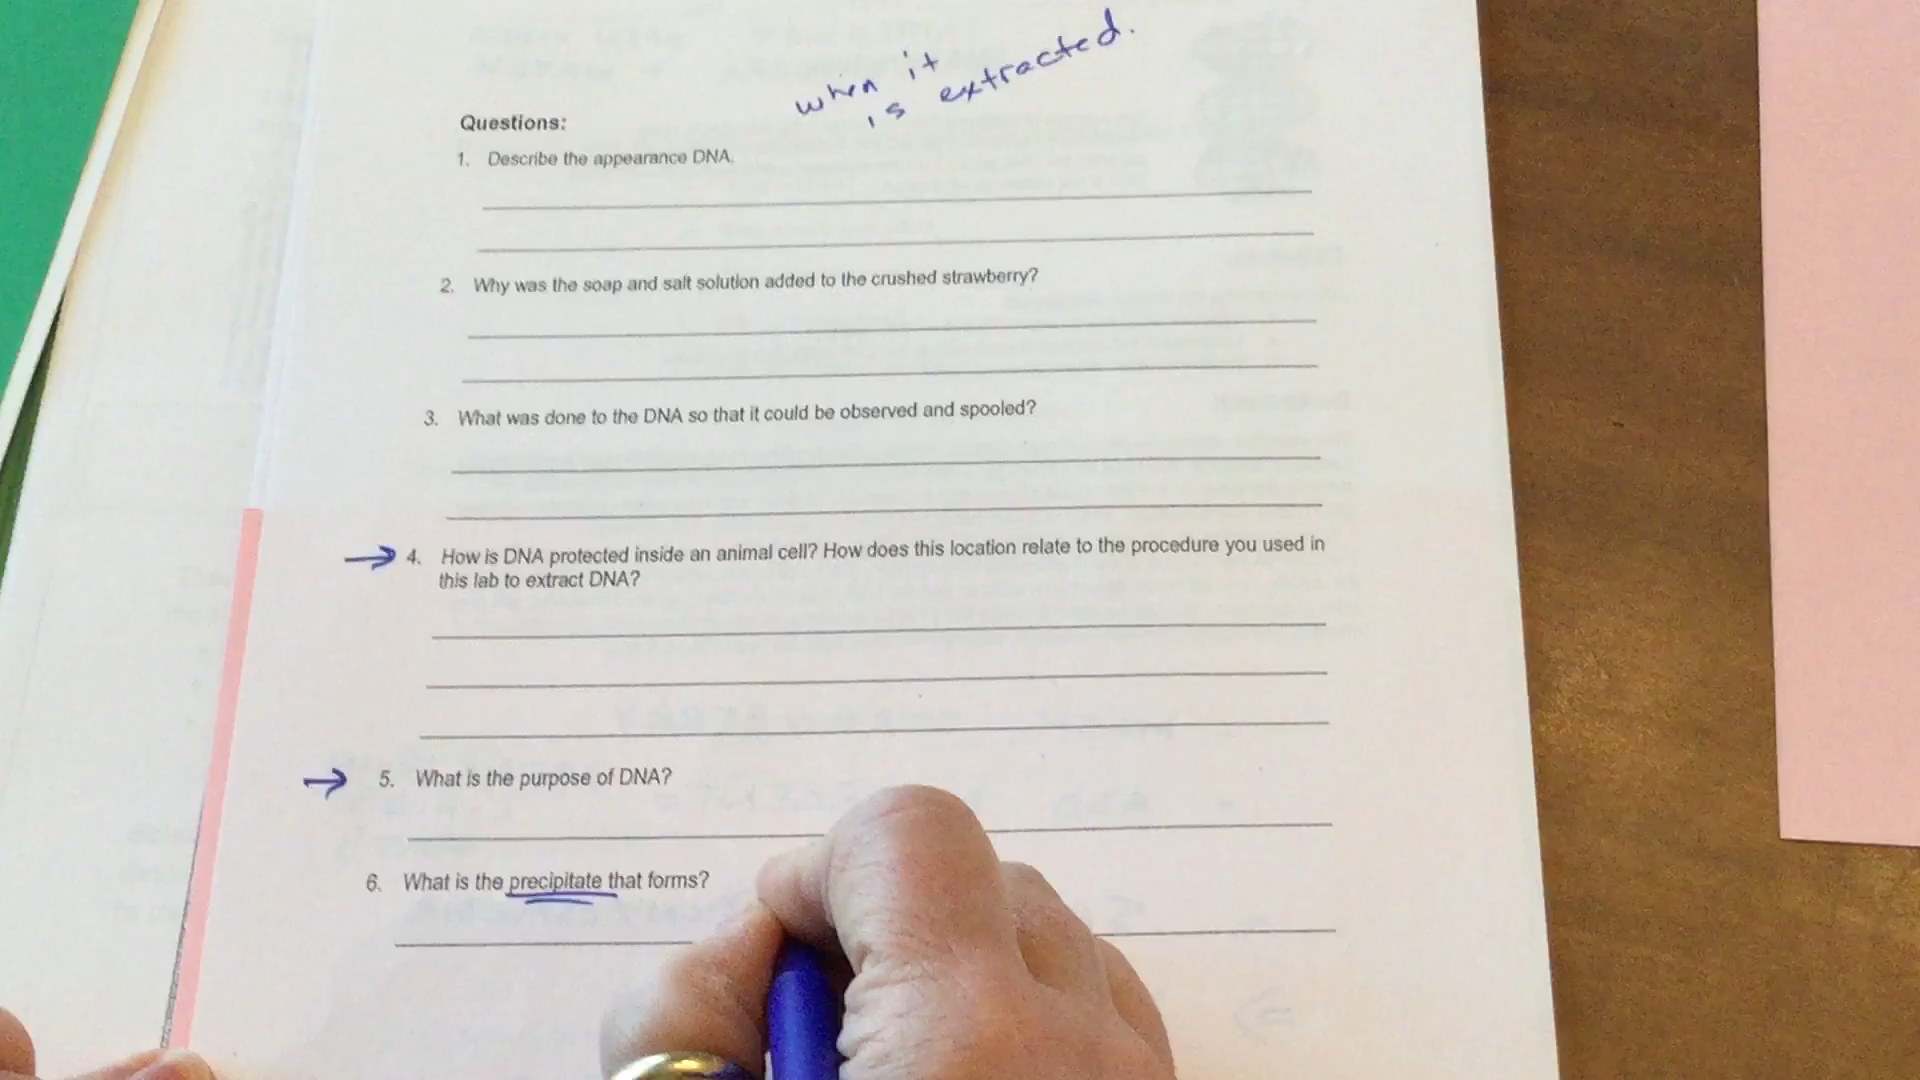 when it
is extracted.
Questions:
1. Describe the appearance DNA.
2. Why was the soap and salt solution added to the crushed strawberry?
3. What was done to the DNA so that it could be observed and spooled?
→ 4. How is DNA protected inside an animal cell? How does this location relate to the procedure you used in
this lab to extract DNA?
→ 5. What is the purpose of DNA?
6. What is the precipitate that forms?